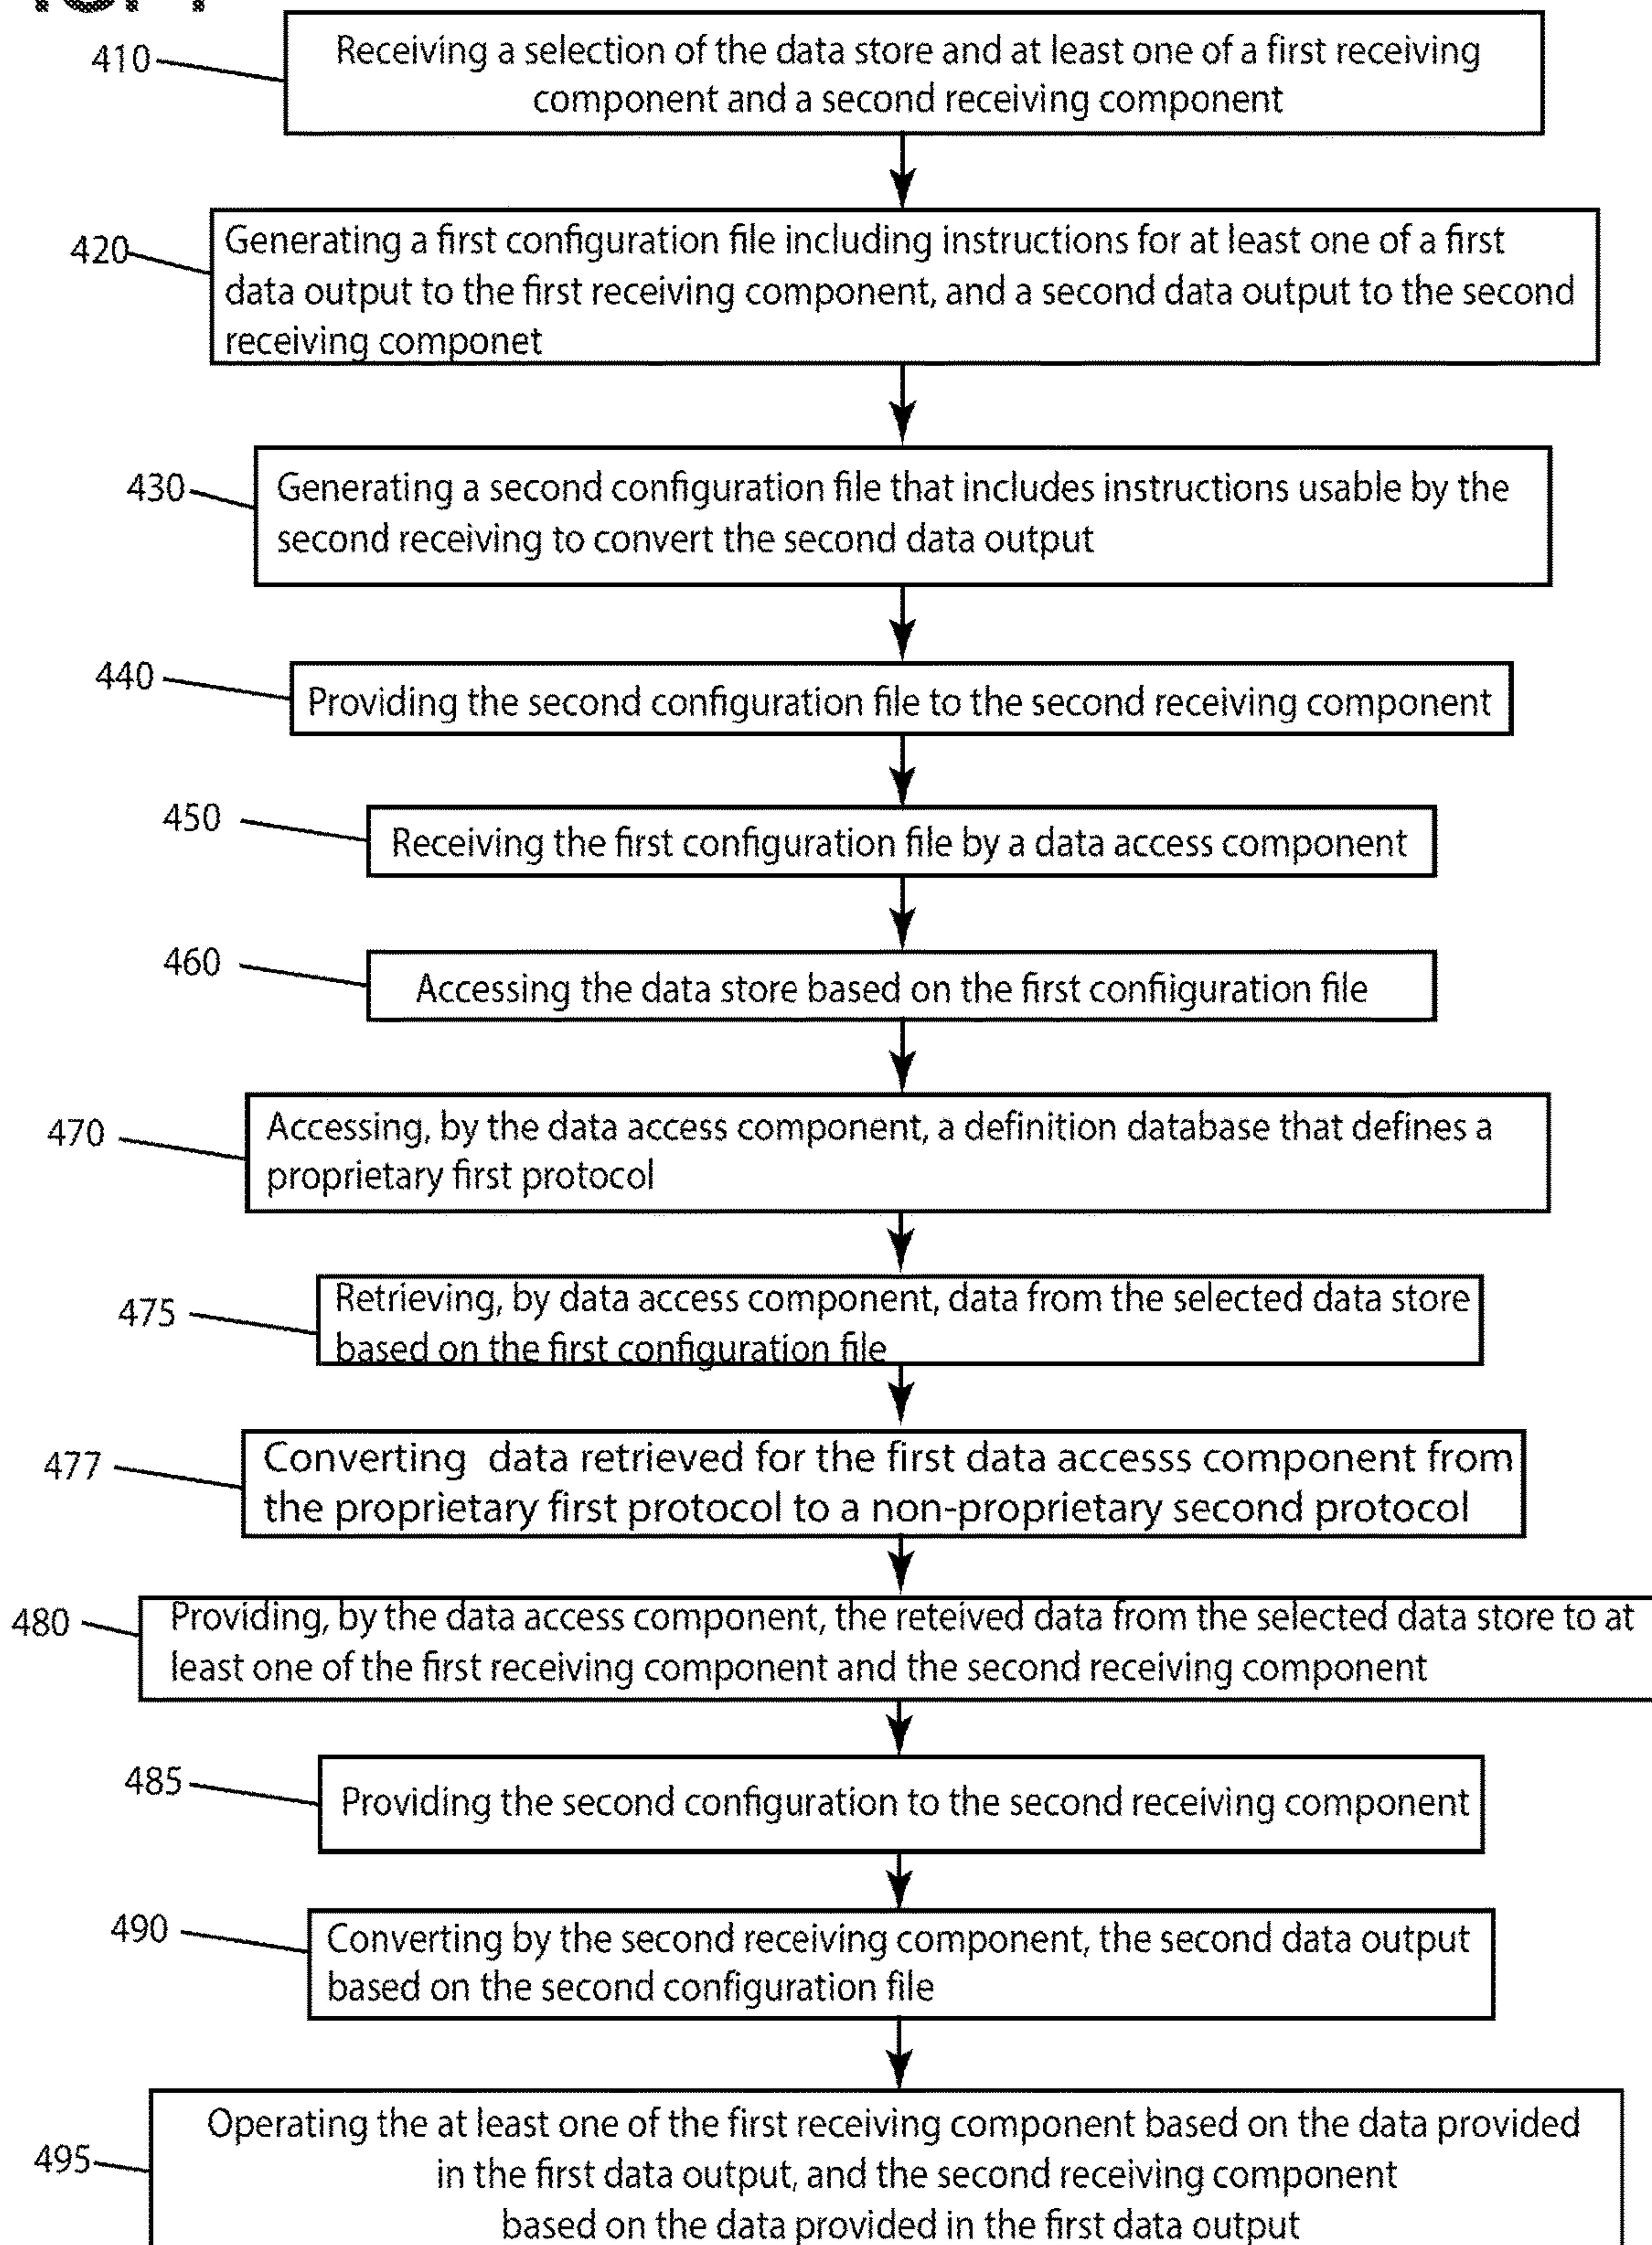 410
Receiving a selection of the data store and at least one of a first receiving
component and a second receiving component
420
Generating a first configuration file including instructions for at least one of a first
data output to the first receiving component, and a second data output to the second
receiving componet
430
Generating a second configuration file that includes instructions usable by the
second receiving to convert the second data output
440
Providing the second configuration file to the second receiving component
450
Receiving the first configuration file by a data access component
460
Accessing the data store based on the first confiiguration file
470
Accessing, by the data access component, a definition database that defines a
proprietary first protocol
475
Retrieving, by data access component, data from the selected data store
based on the first configuration file
477
Converting data retrieved for the first data accesss component from
the proprietary first protocol to a non-proprietary second protocol
480
Providing, by the data access component, the reteived data from the selected data store to at
least one of the first receiving component and the second receiving component
485
Providing the second configuration to the second receiving component
490
Converting by the second receiving component, the second data output
based on the second configuration file
495
Operating the at least one of the first receiving component based on the data provided
in the first data output, and the second receiving component
based on the data provided in the first data output